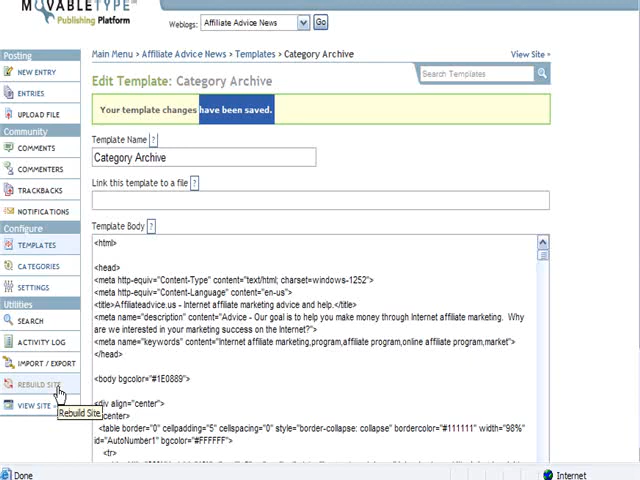 MOVABLETYPE
Publishing Platform
Weblogs: Affiliate Advice News Go
Main Menu > Affiliate Advice News > Templates > Category Archive
View Site »
Edit Template: Category Archive
Search Templates
Your template changes have been saved.
Template Name ?
Category Archive
Link this template to a file ?
Template Body ?
<html>
<head>
<meta http-equiv="Content-Type" content="text/html; charset=windows-1252">
<meta http-equiv="Content-Language" content="en-us">
<title>Affiliateadvice.us - Internet affiliate marketing advice and help.</title>
<meta name="description" content="Advice - Our goal is to help you make money through Internet affiliate marketing. Why
are we interested in your marketing success on the Internet?">
<meta name="keywords" content="Internet affiliate marketing,program,affiliate program,online affiliate program,market">
</head>
<body bgcolor="#1E0889">
<div align="center">
<center>
<table border="0" cellpadding="5" cellspacing="0" style="border-collapse: collapse" bordercolor="#111111" width="98%"
id="AutoNumber1" bgcolor="#FFFFFF">
<tr>
Posting
NEW ENTRY
ENTRIES
UPLOAD FILE
Community
COMMENTS
COMMENTERS
TRACKBACKS
NOTIFICATIONS
Configure
TEMPLATES
CATEGORIES
SETTINGS
Utilities
SEARCH
ACTIVITY LOG
IMPORT / EXPORT
REBUILD SITE
VIEW SITE »
Rebuild Site
Done
Internet